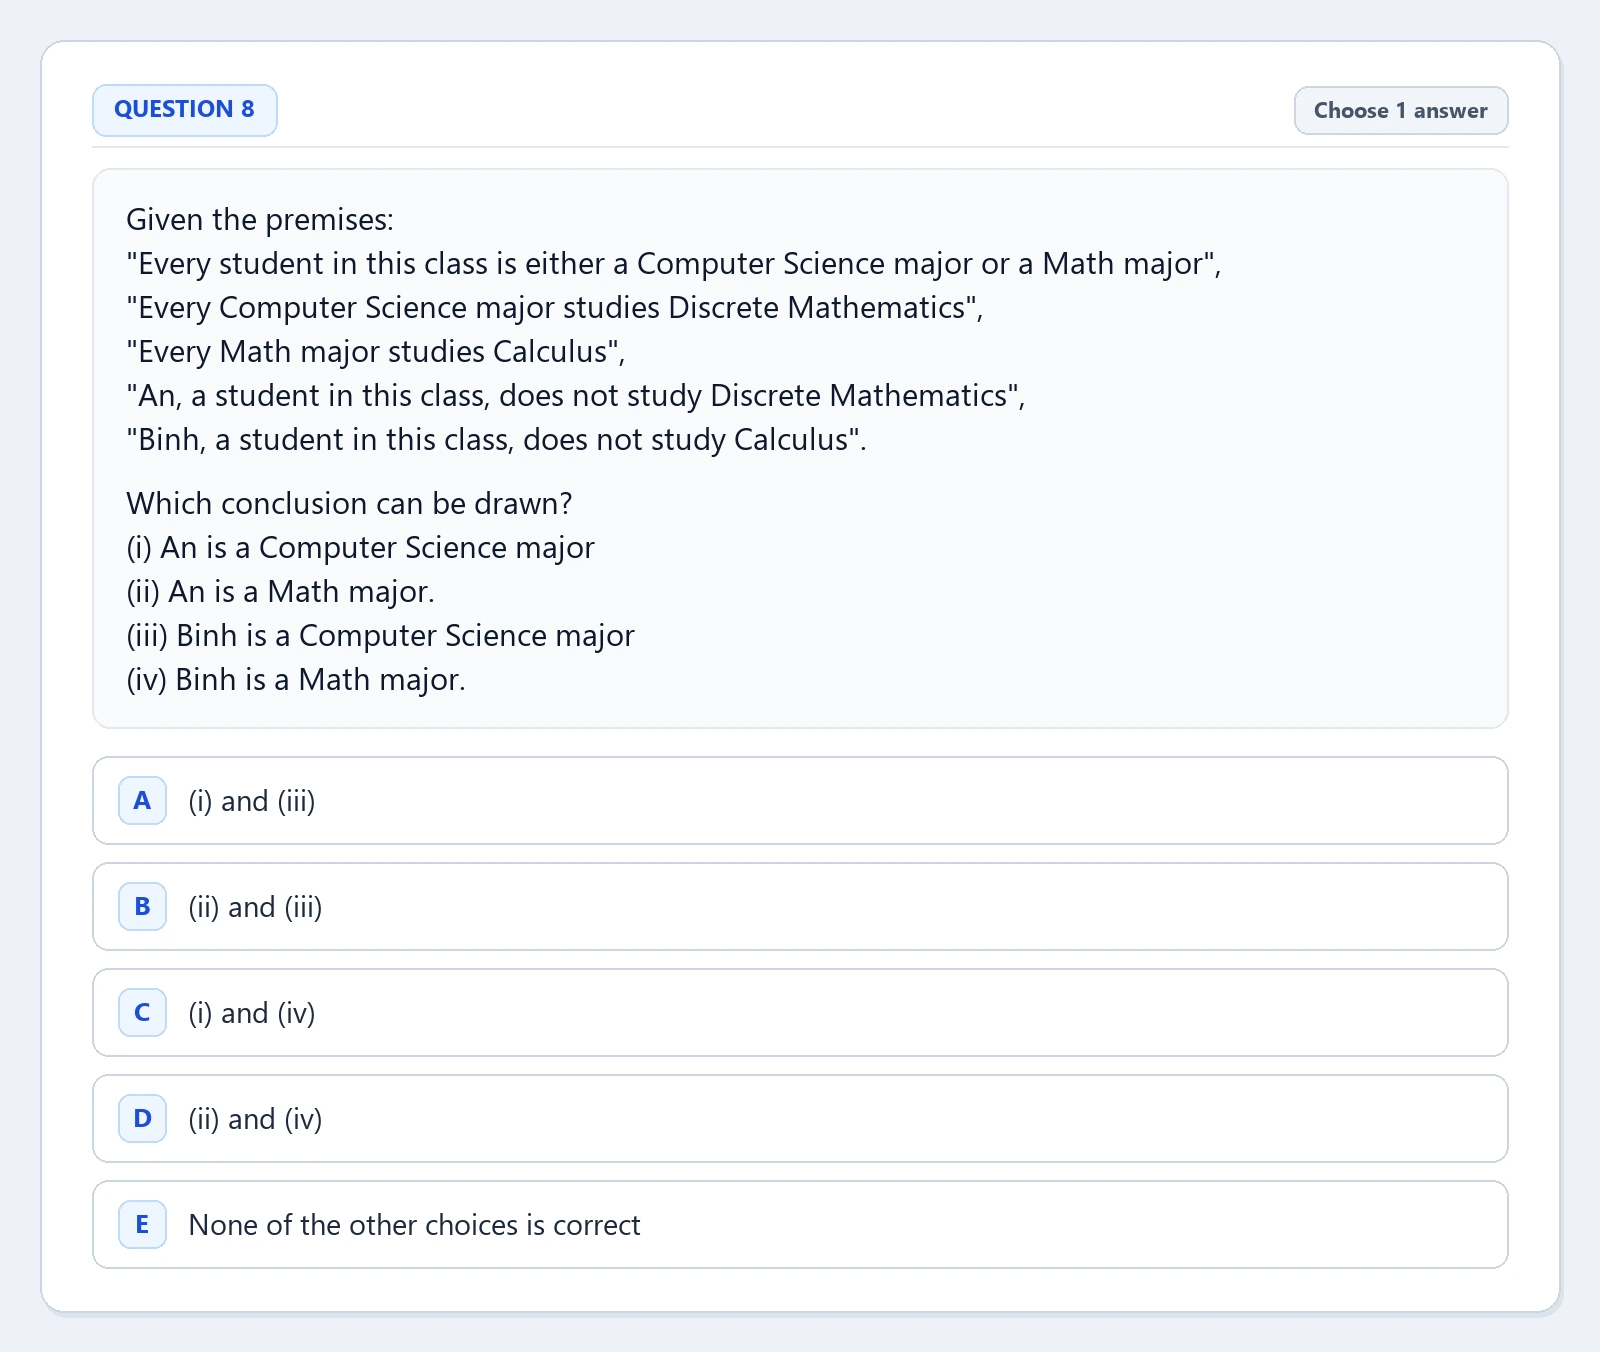 QUESTION 8
Choose 1 answer
Given the premises:
"Every student in this class is either a Computer Science major or a Math major",
"Every Computer Science major studies Discrete Mathematics",
"Every Math major studies Calculus",
"An, a student in this class, does not study Discrete Mathematics",
"Binh, a student in this class, does not study Calculus".
Which conclusion can be drawn?
(i) An is a Computer Science major
(ii) An is a Math major.
(iii) Binh is a Computer Science major
(iv) Binh is a Math major.
A (i) and (iii)
B (ii) and (iii)
C (i) and (iv)
D (ii) and (iv)
E None of the other choices is correct